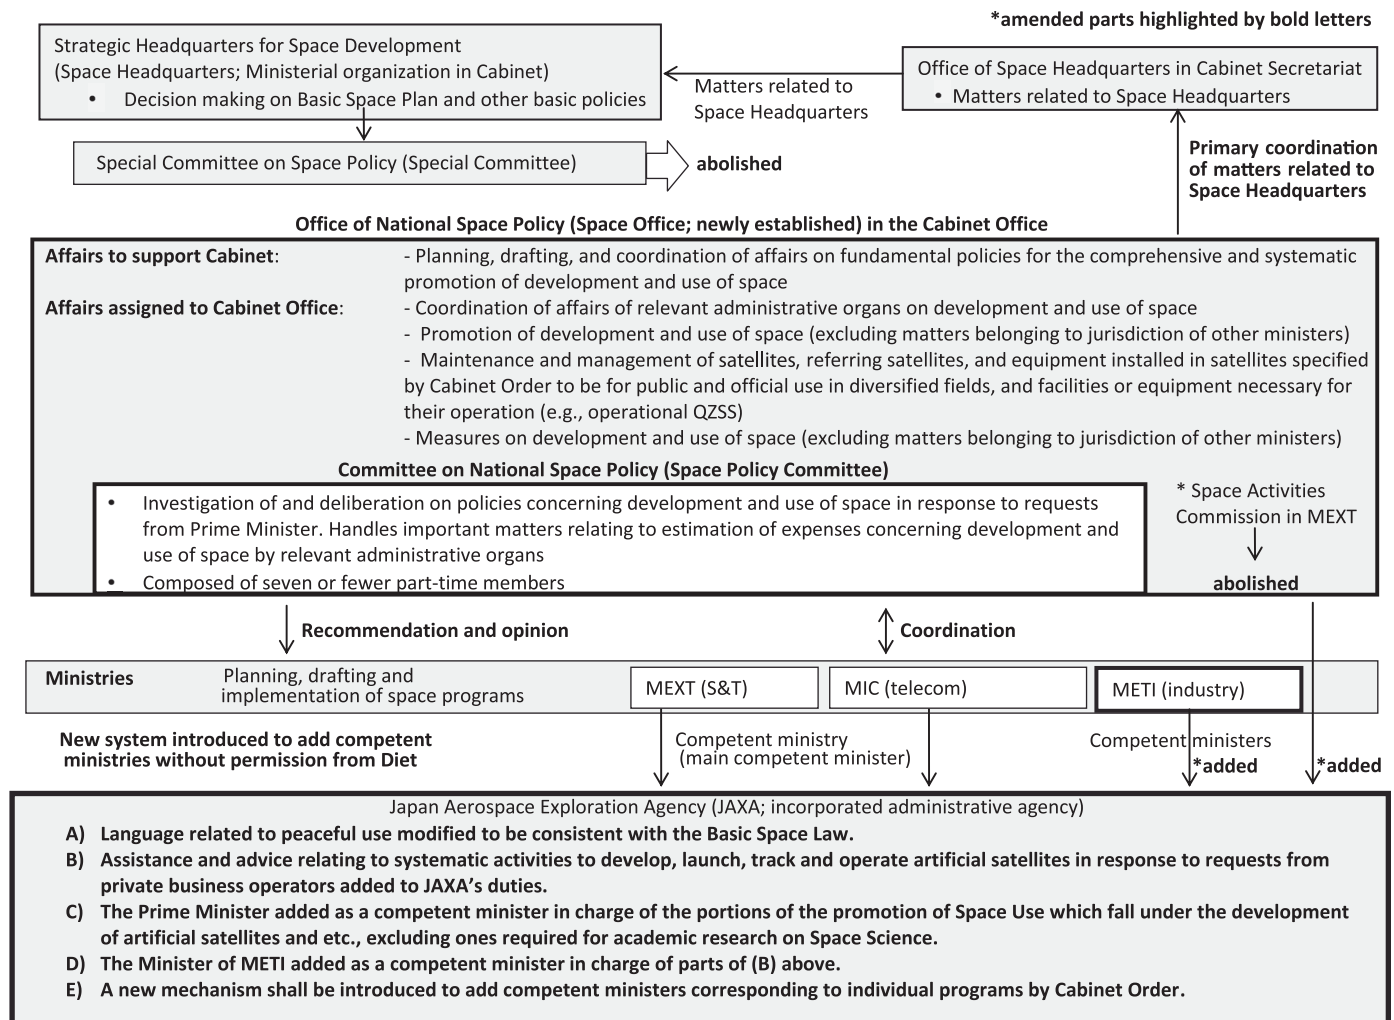 *amended parts highlighted by bold letters
Strategic Headquarters for Space Development
(Space Headquarters; Ministerial organization in Cabinet)
• Decision making on Basic Space Plan and other basic policies
Matters related to
Space Headquarters
Office of Space Headquarters in Cabinet Secretariat
• Matters related to Space Headquarters
Special Committee on Space Policy (Special Committee)
abolished
Primary coordination
of matters related to
Space Headquarters
Office of National Space Policy (Space Office; newly established) in the Cabinet Office
Affairs to support Cabinet:
- Planning, drafting, and coordination of affairs on fundamental policies for the comprehensive and systematic
promotion of development and use of space
Affairs assigned to Cabinet Office:
- Coordination of affairs of relevant administrative organs on development and use of space
- Promotion of development and use of space (excluding matters belonging to jurisdiction of other ministers)
- Maintenance and management of satellites, referring satellites, and equipment installed in satellites specified
by Cabinet Order to be for public and official use in diversified fields, and facilities or equipment necessary for
their operation (e.g., operational QZSS)
- Measures on development and use of space (excluding matters belonging to jurisdiction of other ministers)
Committee on National Space Policy (Space Policy Committee)
• Investigation of and deliberation on policies concerning development and use of space in response to requests
from Prime Minister. Handles important matters relating to estimation of expenses concerning development and
use of space by relevant administrative organs
• Composed of seven or fewer part-time members
* Space Activities
Commission in MEXT
abolished
Recommendation and opinion
Coordination
Ministries
Planning, drafting and
implementation of space programs
MEXT (S&T)
MIC (telecom)
METI (industry)
New system introduced to add competent
ministries without permission from Diet
Competent ministry
(main competent minister)
Competent ministers
*added
*added
Japan Aerospace Exploration Agency (JAXA; incorporated administrative agency)
A) Language related to peaceful use modified to be consistent with the Basic Space Law.
B) Assistance and advice relating to systematic activities to develop, launch, track and operate artificial satellites in response to requests from
private business operators added to JAXA's duties.
C) The Prime Minister added as a competent minister in charge of the portions of the promotion of Space Use which fall under the development
of artificial satellites and etc., excluding ones required for academic research on Space Science.
D) The Minister of METI added as a competent minister in charge of parts of (B) above.
E) A new mechanism shall be introduced to add competent ministers corresponding to individual programs by Cabinet Order.